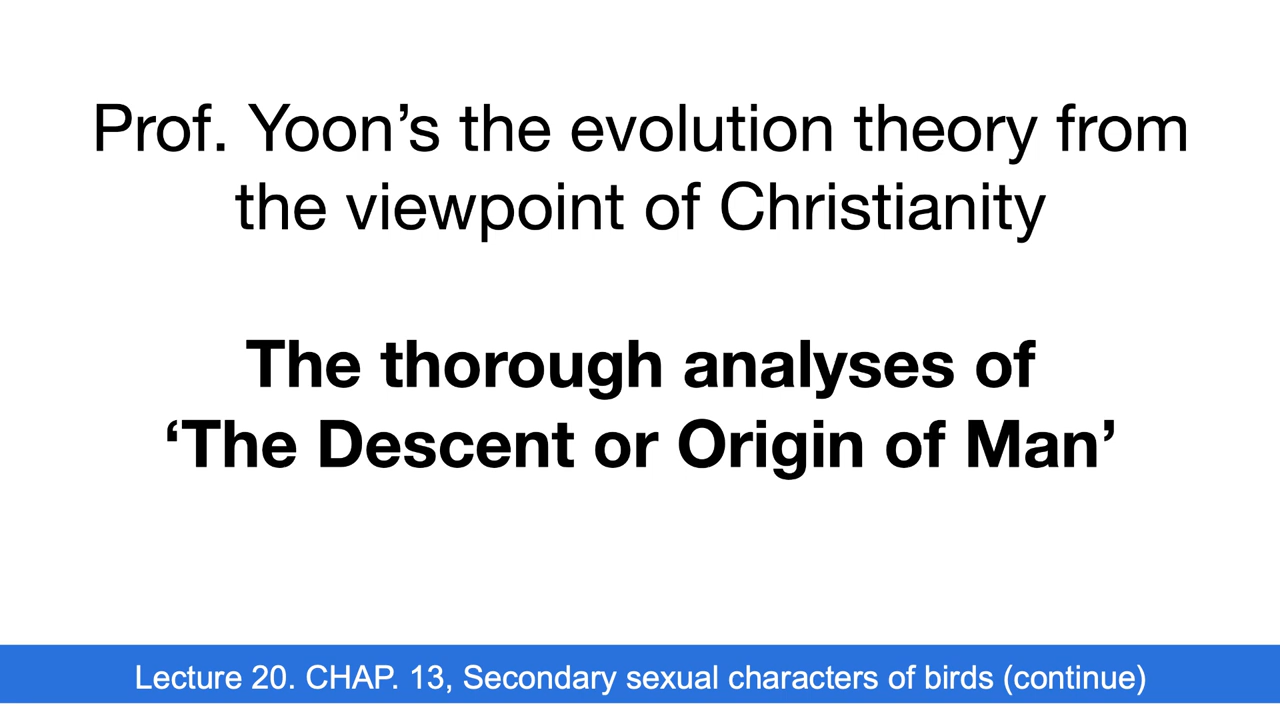 Prof. Yoon’s the evolution theory from
the viewpoint of Christianity
The thorough analyses of
‘The Descent or Origin of Man’
Lecture 20. CHAP. 13, Secondary sexual characters of birds (continue)